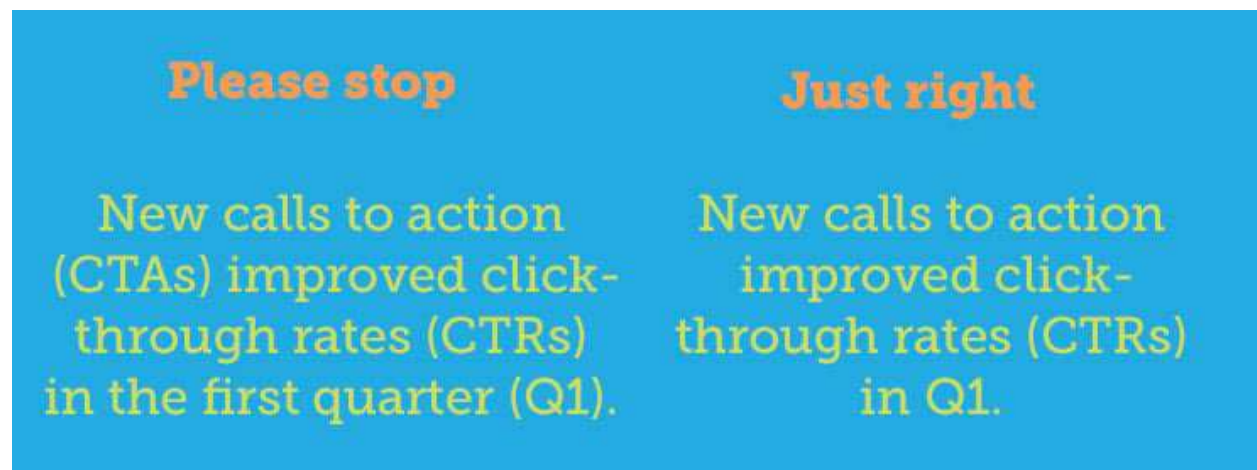 Please stop
New calls to action
(CTAs) improved click-
through rates (CTRs)
in the first quarter (Q1).
Just right
New calls to action
improved click-
through rates (CTRs)
in Q1.